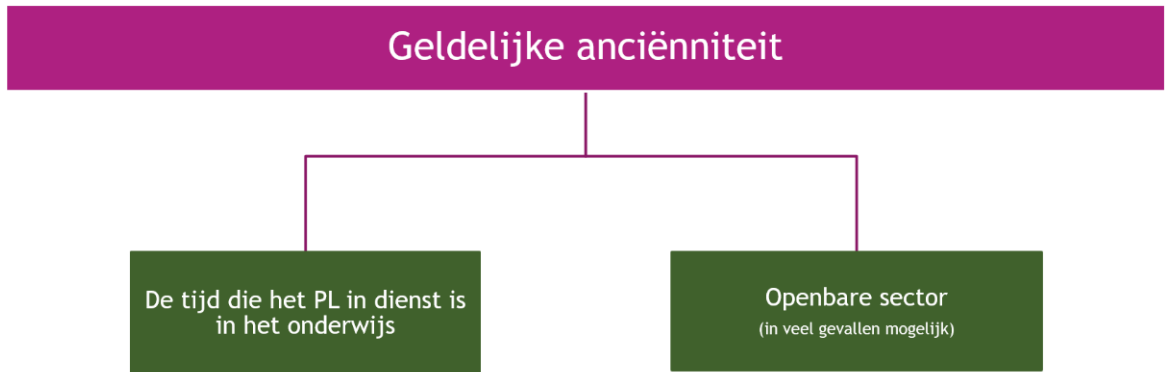 Geldelijke anciënniteit
De tijd die het PL in dienst is
in het onderwijs
Openbare sector
(in veel gevallen mogelijk)